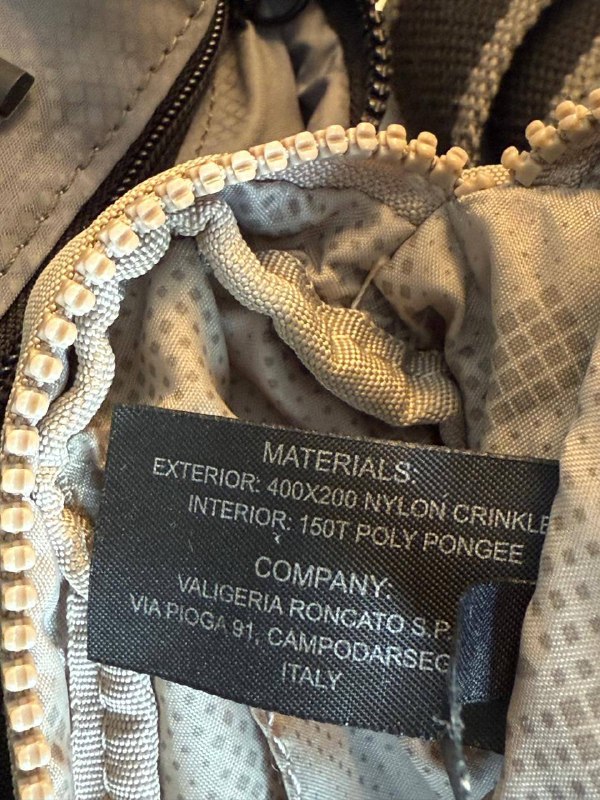 MATERIALS:
EXTERIOR: 400X200 NYLON CRINKLE
INTERIOR: 150T POLY PONGEE
COMPANY:
VALIGERIA RONCATO S.P.
VIA PIOGA 91, CAMPODARSEG
ITALY